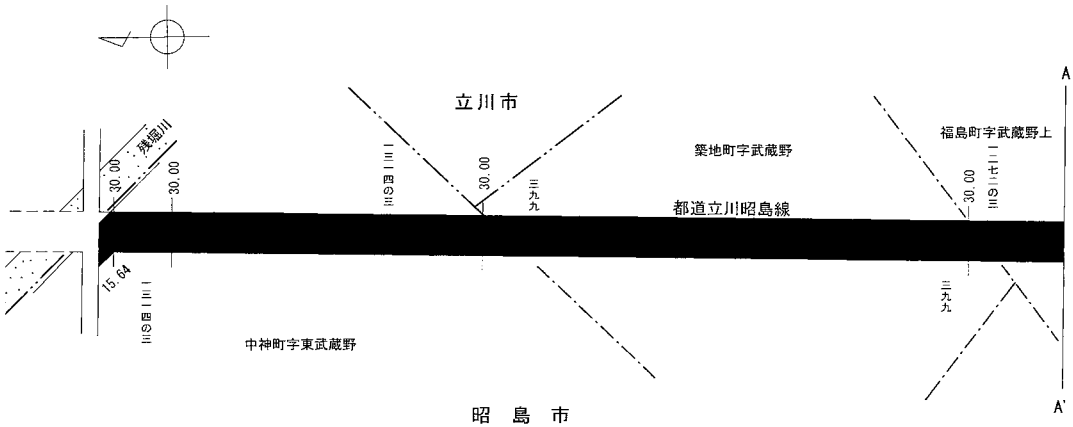 立川市
A
残堀川
30.00
30.00
一三一四の三
30.00
三九九
築地町字武蔵野
福島町字武蔵野上
30.00
一二七二の三
都道立川昭島線
15.64
一三一四の三
三九九
中神町字東武蔵野
昭島市
A'